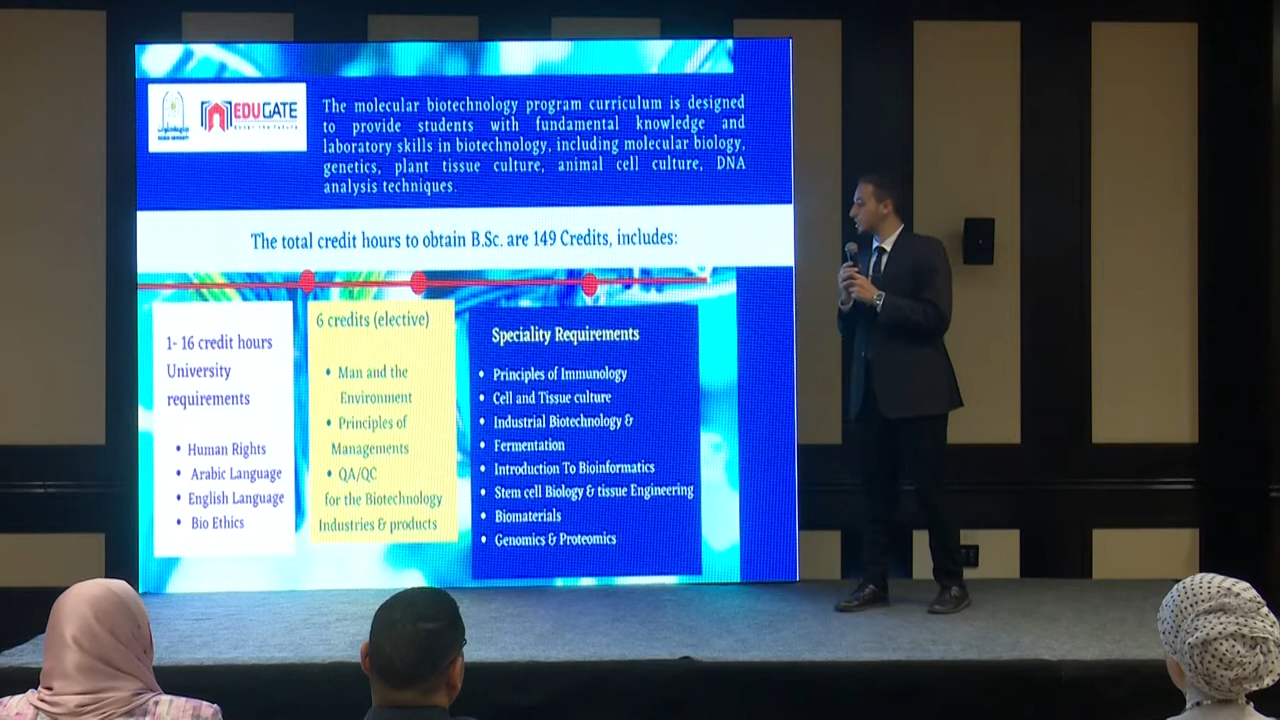 جامعة حلوان
EDUGATE
Enter the Future
The molecular biotechnology program curriculum is designed
to provide students with fundamental knowledge and
laboratory skills in biotechnology, including molecular biology,
genetics, plant tissue culture, animal cell culture, DNA
analysis techniques.
The total credit hours to obtain B.Sc. are 149 Credits, includes:
1- 16 credit hours
University
requirements
• Human Rights
• Arabic Language
• English Language
• Bio Ethics
6 credits (elective)
• Man and the
Environment
• Principles of
Managements
• QA/QC
for the Biotechnology
Industries & products
Speciality Requirements
• Principles of Immunology
• Cell and Tissue culture
• Industrial Biotechnology &
• Fermentation
• Introduction To Bioinformatics
• Stem cell Biology & tissue Engineering
• Biomaterials
• Genomics & Proteomics